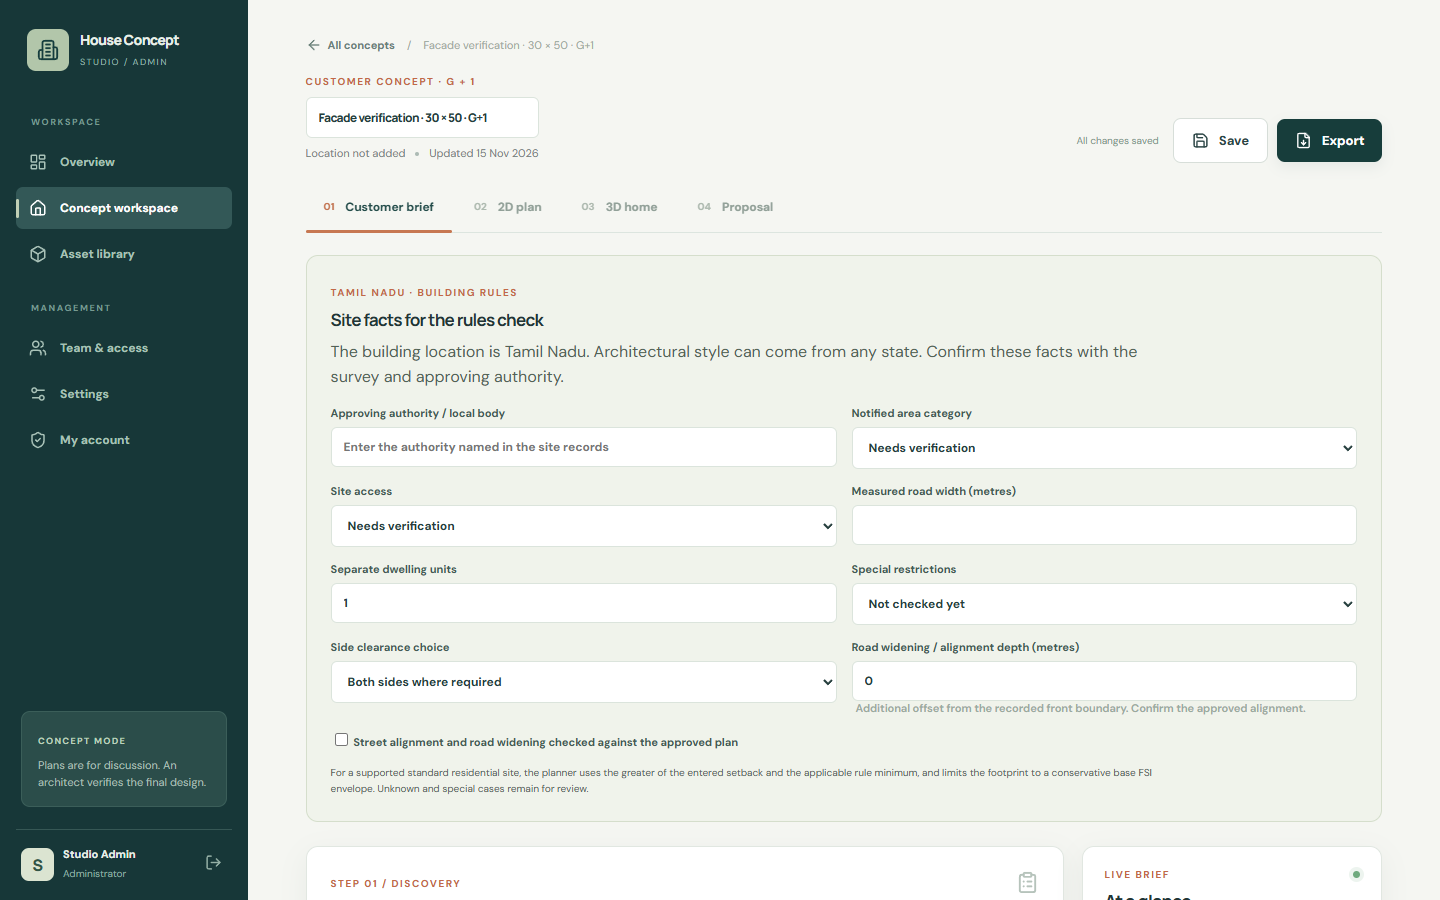 House Concept
STUDIO / ADMIN
WORKSPACE
Overview
Concept workspace
Asset library
MANAGEMENT
Team & access
Settings
My account
CONCEPT MODE
Plans are for discussion. An
architect verifies the final design.
S
Studio Admin
Administrator
All concepts / Facade verification · 30 × 50 · G+1
CUSTOMER CONCEPT · G + 1
Facade verification · 30 × 50 · G+1
Location not added • Updated 15 Nov 2026
All changes saved
Save
Export
01 Customer brief
02 2D plan
03 3D home
04 Proposal
TAMIL NADU · BUILDING RULES
Site facts for the rules check
The building location is Tamil Nadu. Architectural style can come from any state. Confirm these facts with the
survey and approving authority.
Approving authority / local body
Enter the authority named in the site records
Notified area category
Needs verification
Site access
Needs verification
Measured road width (metres)
Separate dwelling units
1
Special restrictions
Not checked yet
Side clearance choice
Both sides where required
Road widening / alignment depth (metres)
0
Additional offset from the recorded front boundary. Confirm the approved alignment.
Street alignment and road widening checked against the approved plan
For a supported standard residential site, the planner uses the greater of the entered setback and the applicable rule minimum, and limits the footprint to a conservative base FSI
envelope. Unknown and special cases remain for review.
STEP 01 / DISCOVERY
LIVE BRIEF
At a glance